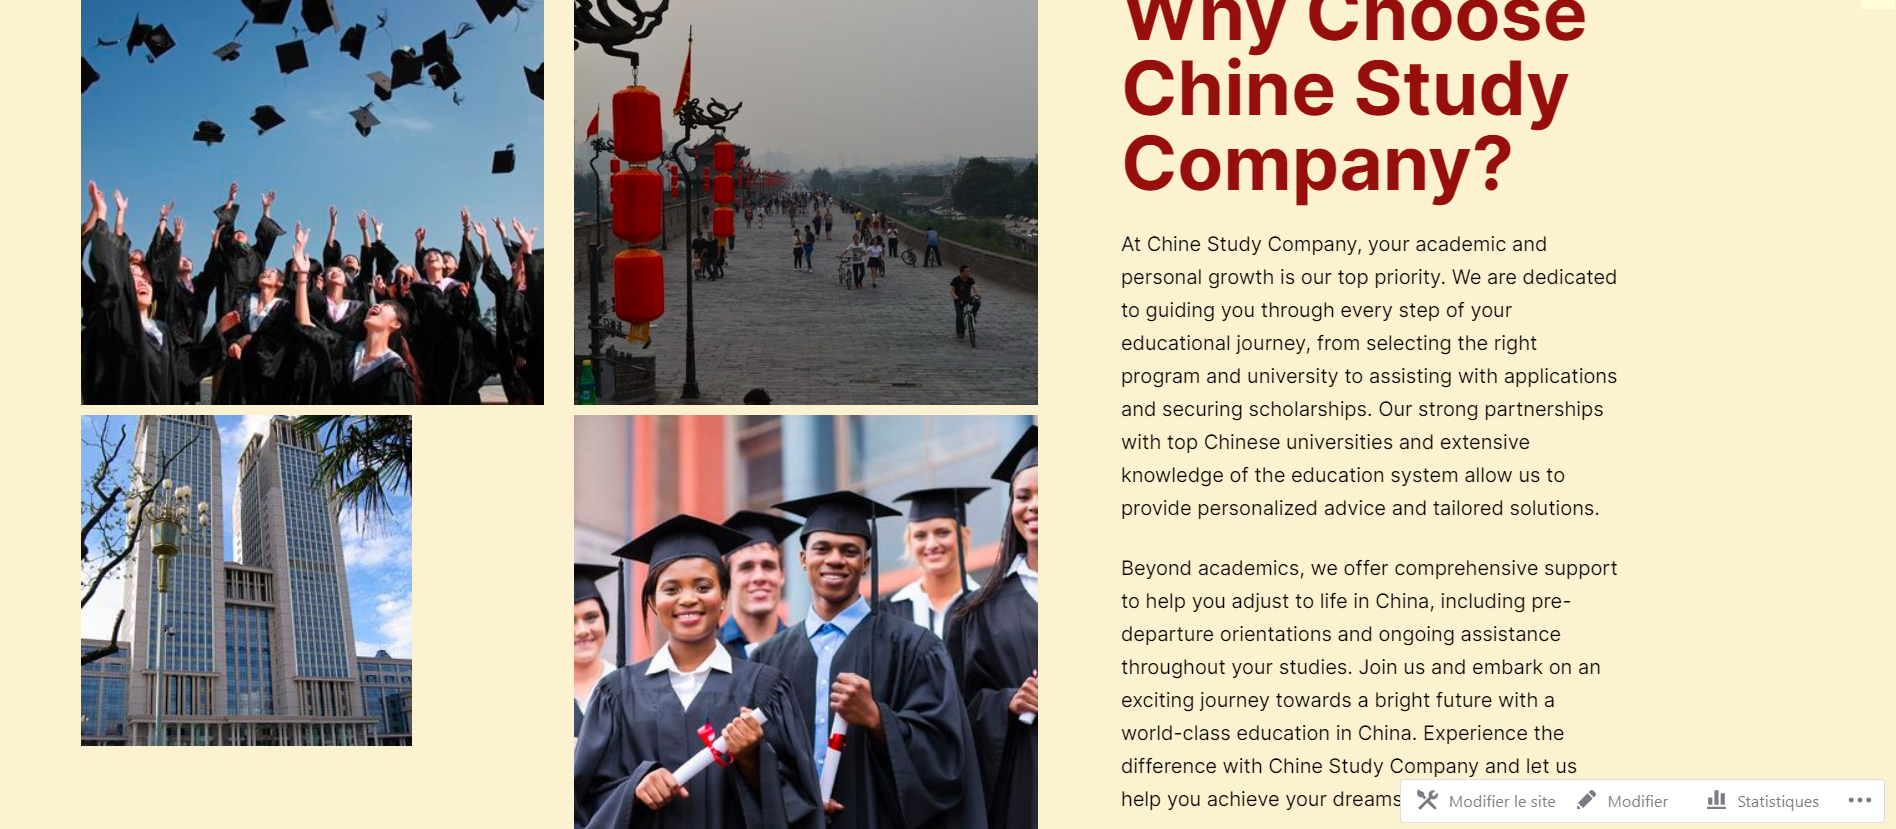 Why Choose
Chine Study
Company?
At Chine Study Company, your academic and
personal growth is our top priority. We are dedicated
to guiding you through every step of your
educational journey, from selecting the right
program and university to assisting with applications
and securing scholarships. Our strong partnerships
with top Chinese universities and extensive
knowledge of the education system allow us to
provide personalized advice and tailored solutions.
Beyond academics, we offer comprehensive support
to help you adjust to life in China, including pre-
departure orientations and ongoing assistance
throughout your studies. Join us and embark on an
exciting journey towards a bright future with a
world-class education in China. Experience the
difference with Chine Study Company and let us
help you achieve your dreams
Modifier le site Modifier Statistiques